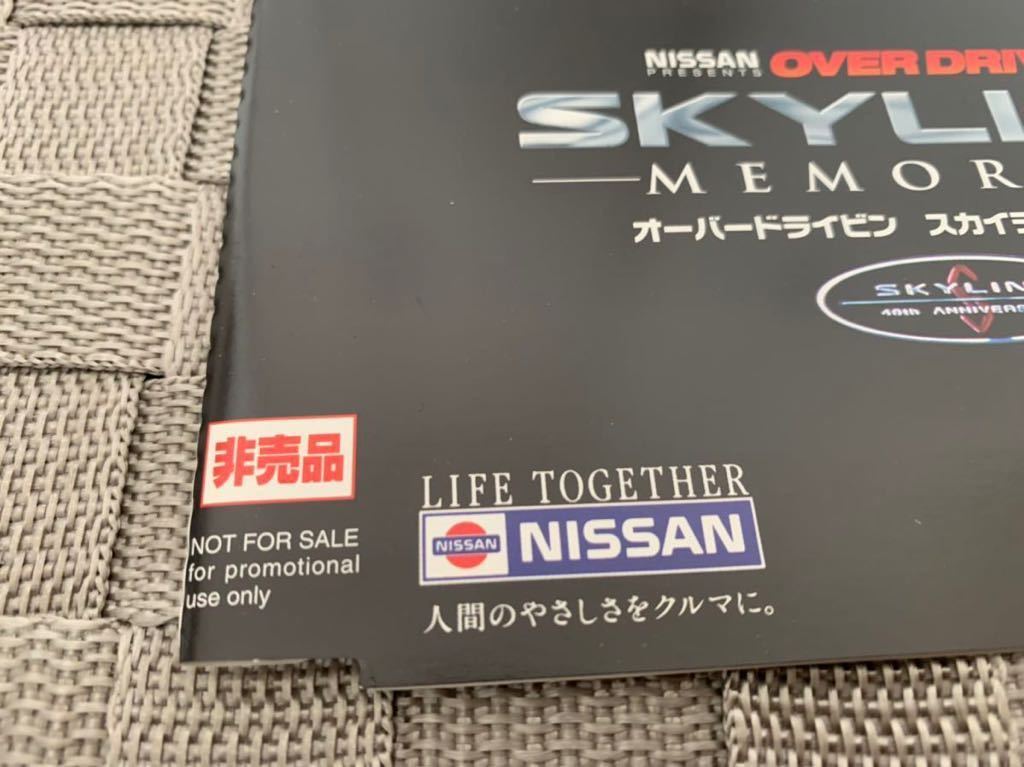 NISSAN OVER DRIV
PRESENTS
SKYLI
MEMOR
オーバードライビン スカイラ
SKYLIN
40th ANNIVERS
非売品
NOT FOR SALE
for promotional
use only
LIFE TOGETHER
NISSAN NISSAN
人間のやさしさをクルマに。